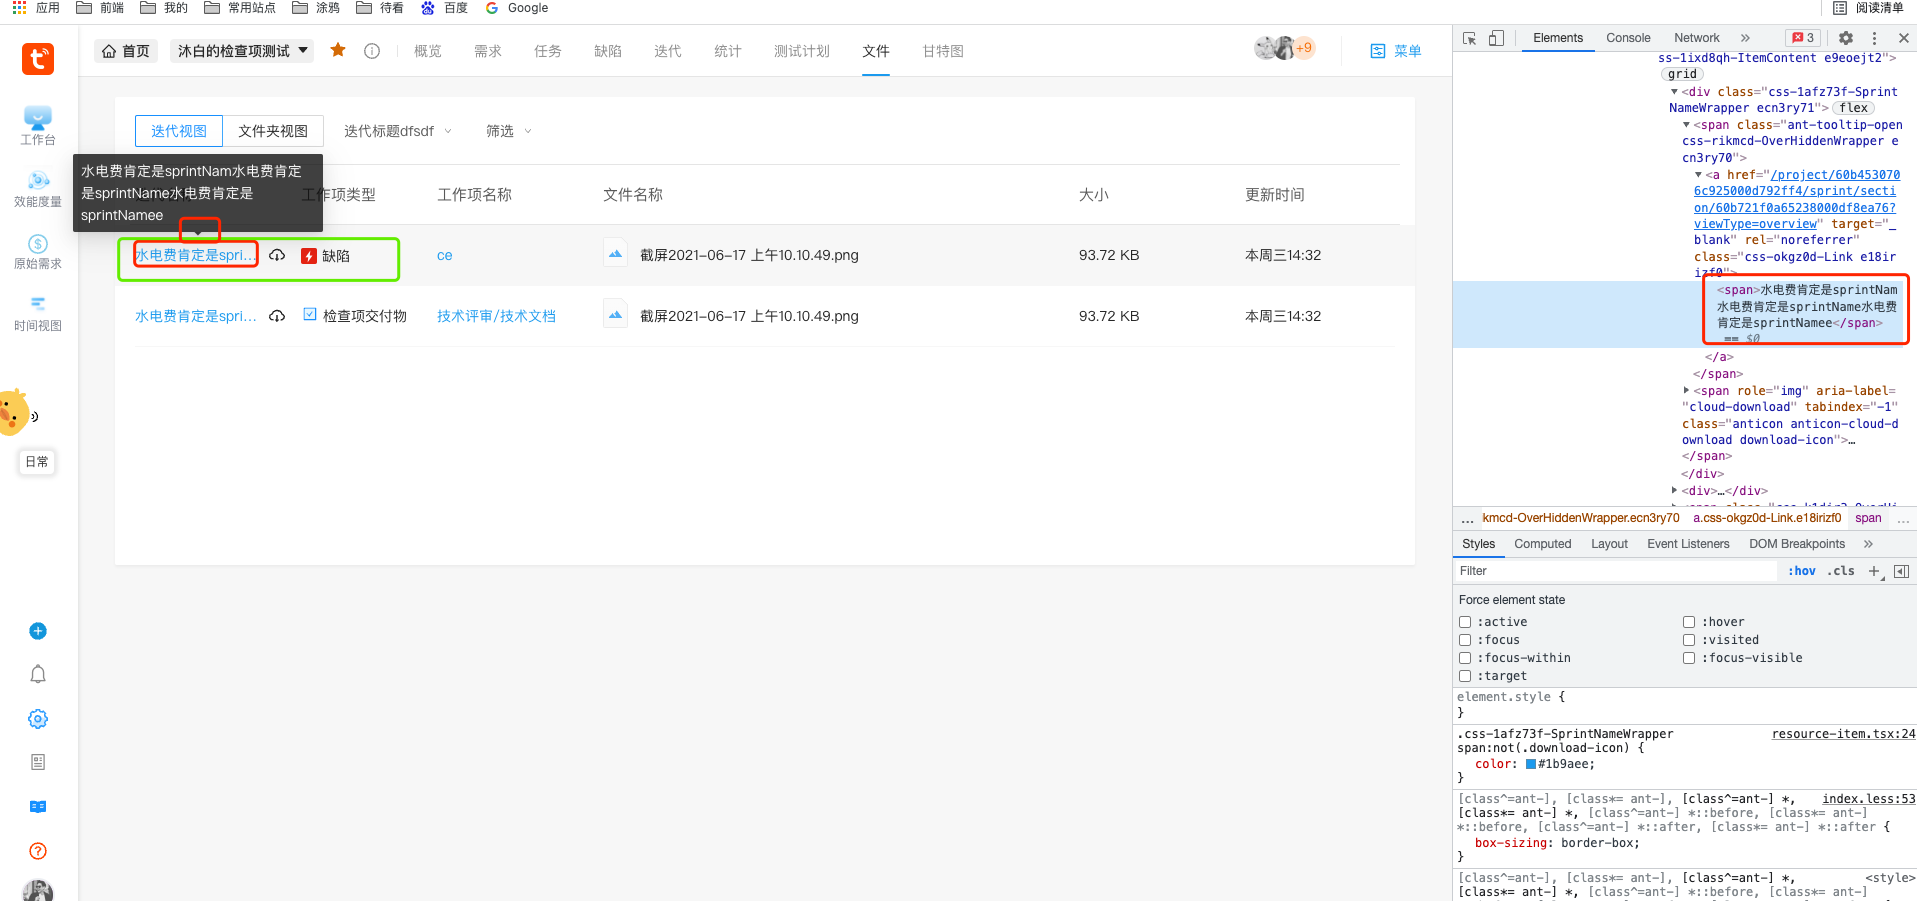 应用 前端 我的 常用站点 涂鸦 待看 百度 Google 阅读清单
首页 沐白的检查项测试 概览 需求 任务 缺陷 迭代 统计 测试计划 文件 甘特图 +9 菜单
工作台
效能度量
原始需求
时间视图
日常
迭代视图 文件夹视图 迭代标题dfsdf 筛选
水电费肯定是sprintNam水电费肯定
是sprintName水电费肯定是
sprintNamee
工作项类型 工作项名称 文件名称 大小 更新时间
水电费肯定是spri... 缺陷 ce 截屏2021-06-17 上午10.10.49.png 93.72 KB 本周三14:32
水电费肯定是spri... 检查项交付物 技术评审/技术文档 截屏2021-06-17 上午10.10.49.png 93.72 KB 本周三14:32
Elements Console Network » 3
ss-1ixd8qh-ItemContent e9eoejt2">
grid
<div class="css-1afz73f-Sprint
NameWrapper ecn3ry71"> flex
<span class="ant-tooltip-open
css-rikmcd-OverHiddenWrapper e
cn3ry70">
<a href="/project/60b453070
6c925000d792ff4/sprint/secti
on/60b721f0a65238000df8ea76?
viewType=overview" target="_
blank" rel="noreferrer"
class="css-okgz0d-Link e18ir
izf0">
<span>水电费肯定是sprintNam
水电费肯定是sprintName水电费
肯定是sprintNamee</span>
== $0
</a>
</span>
<span role="img" aria-label=
"cloud-download" tabindex="-1"
class="anticon anticon-cloud-d
ownload download-icon">…
</span>
</div>
<div>…</div>
... kmcd-OverHiddenWrapper.ecn3ry70 a.css-okgz0d-Link.e18irizf0 span ...
Styles Computed Layout Event Listeners DOM Breakpoints »
Filter :hov .cls +
Force element state
:active :hover
:focus :visited
:focus-within :focus-visible
:target
element.style {
}
.css-1afz73f-SprintNameWrapper resource-item.tsx:24
span:not(.download-icon) {
color: #1b9aee;
}
[class^=ant-], [class*= ant-], [class^=ant-] *, index.less:53
[class*= ant-] *, [class^=ant-] *::before, [class*= ant-]
*::before, [class^=ant-] *::after, [class*= ant-] *::after {
box-sizing: border-box;
}
[class^=ant-], [class*= ant-], [class^=ant-] *, <style>
[class*= ant-] *, [class^=ant-] *::before, [class*= ant-]